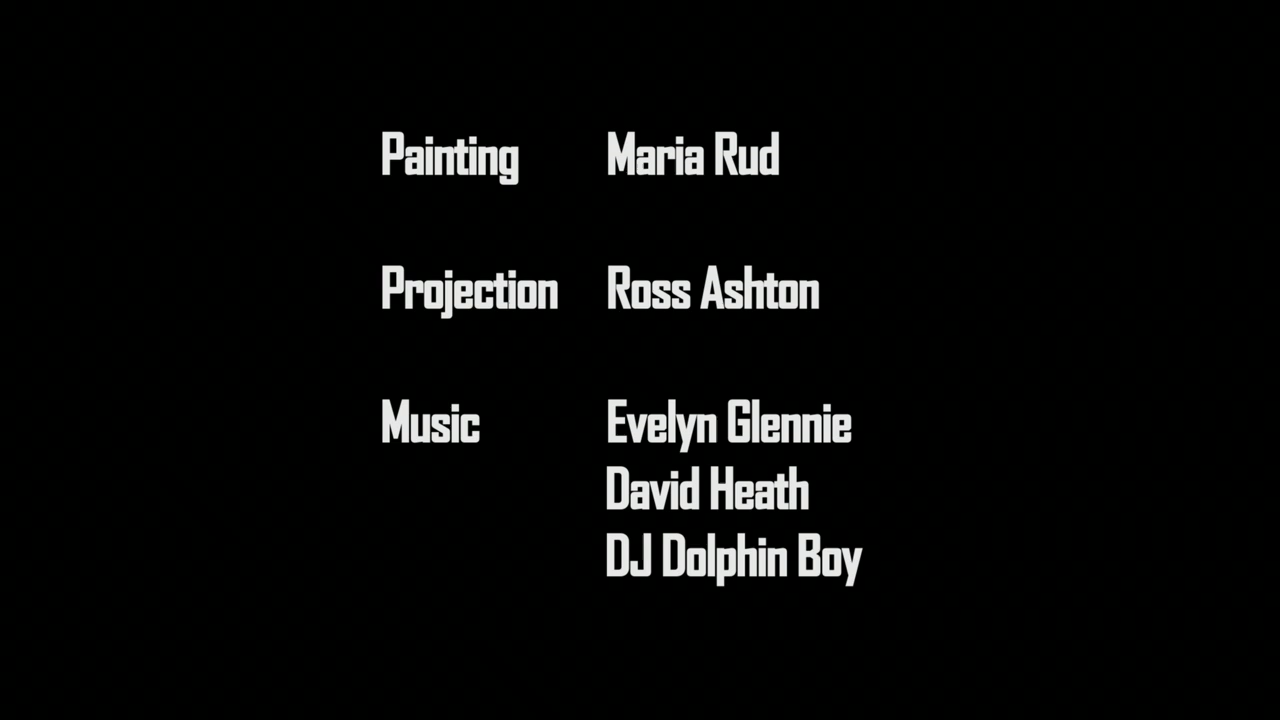 Painting Maria Rud
Projection Ross Ashton
Music Evelyn Glennie
David Heath
DJ Dolphin Boy